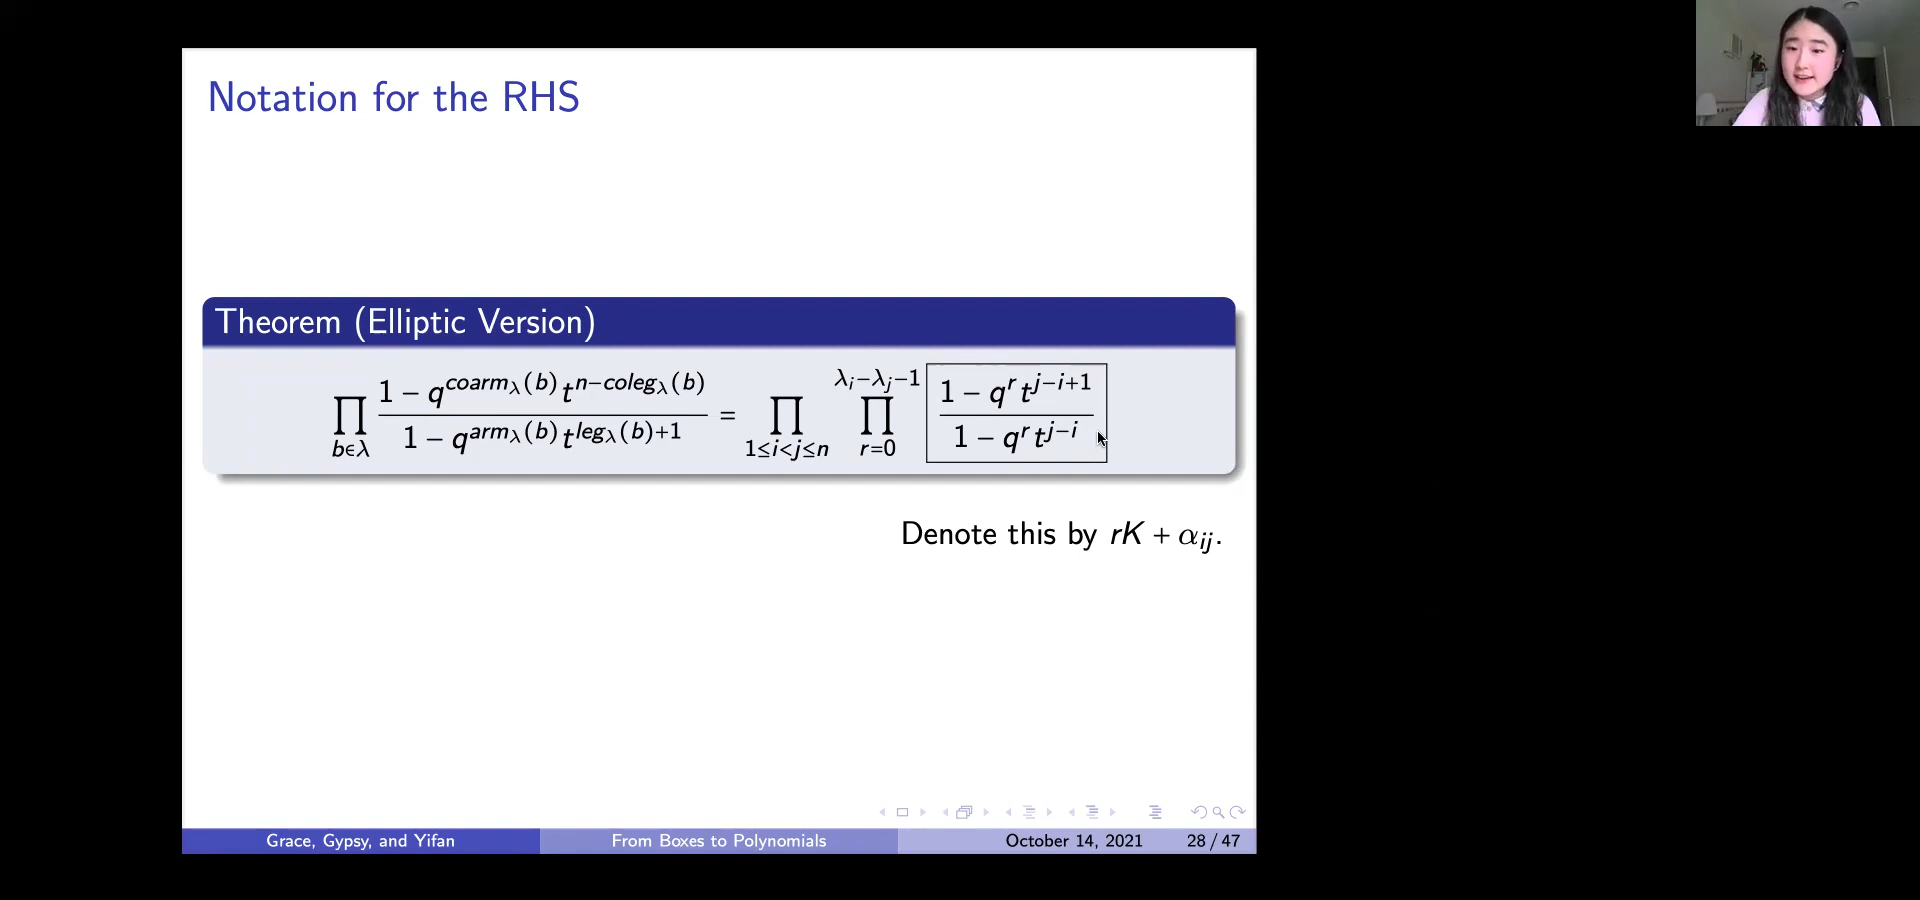 Notation for the RHS
Theorem (Elliptic Version)
∏_{b∈λ} \frac{1 − q^{coarm_λ(b)} t^{n−coleg_λ(b)}}{1 − q^{arm_λ(b)} t^{leg_λ(b)+1}} = ∏_{1≤i<j≤n} ∏_{r=0}^{λ_i−λ_j−1} \frac{1 − q^r t^{j−i+1}}{1 − q^r t^{j−i}}
Denote this by rK + α_{ij}.
Grace, Gypsy, and Yifan From Boxes to Polynomials October 14, 2021 28 / 47